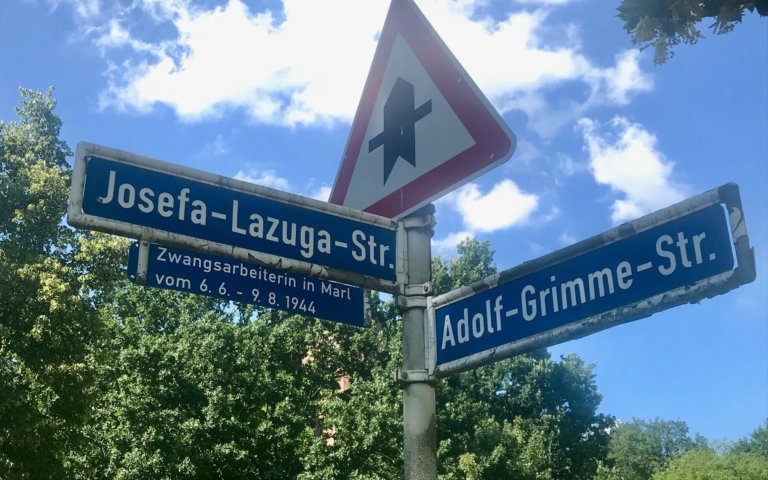 Josefa-Lazuga-Str.
Zwangsarbeiterin in Marl
vom 6. 6. - 9. 8. 1944
Adolf-Grimme-Str.